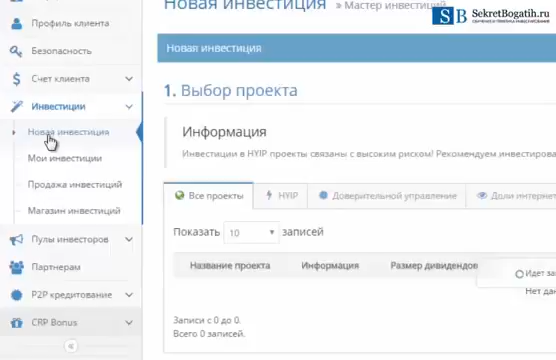 Новая инвестиция » Мастер инвестиций
SB SekretBogatih.ru
Профиль клиента
Безопасность
Счет клиента
Инвестиции
Новая инвестиция
Мои инвестиции
Продажа инвестиций
Магазин инвестиций
Пулы инвесторов
Партнерам
P2P кредитование
CRP Bonus
Новая инвестиция
1. Выбор проекта
Информация
Инвестиции в HYIP проекты связаны с высоким риском! Рекомендуем инвестирова
Все проекты HYIP Доверительное управление Доли интернет
Показать 10 записей
Название проекта Информация Размер дивидендов
Идет за
Нет дан
Записи с 0 до 0.
Всего 0 записей.